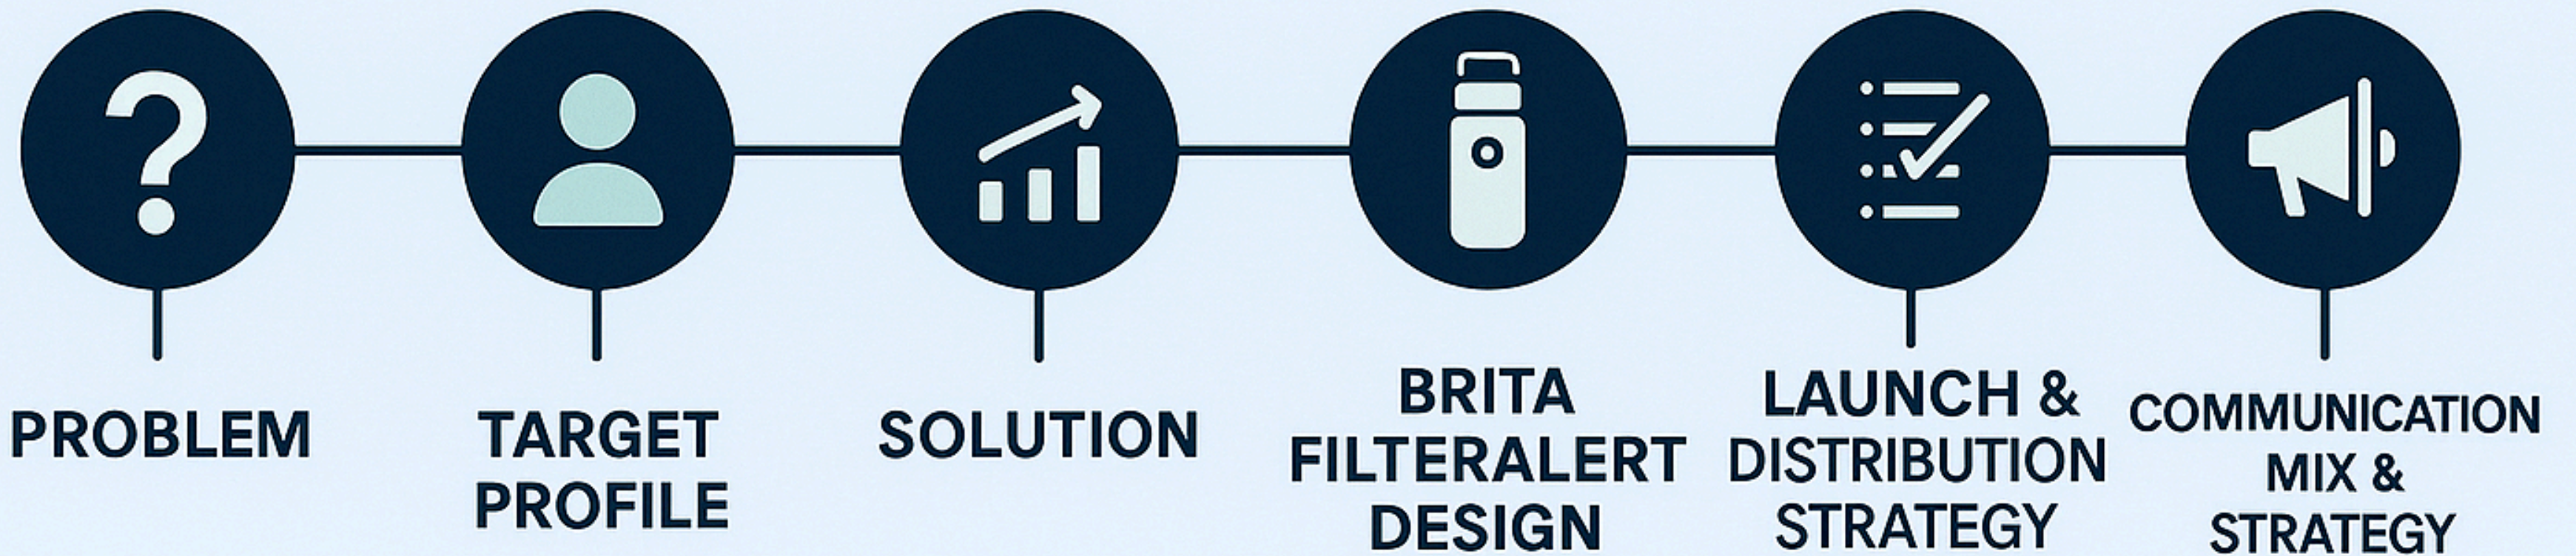 PROBLEM
TARGET
PROFILE
SOLUTION
BRITA
FILTERALERT
DESIGN
LAUNCH &
DISTRIBUTION
STRATEGY
COMMUNICATION
MIX &
STRATEGY